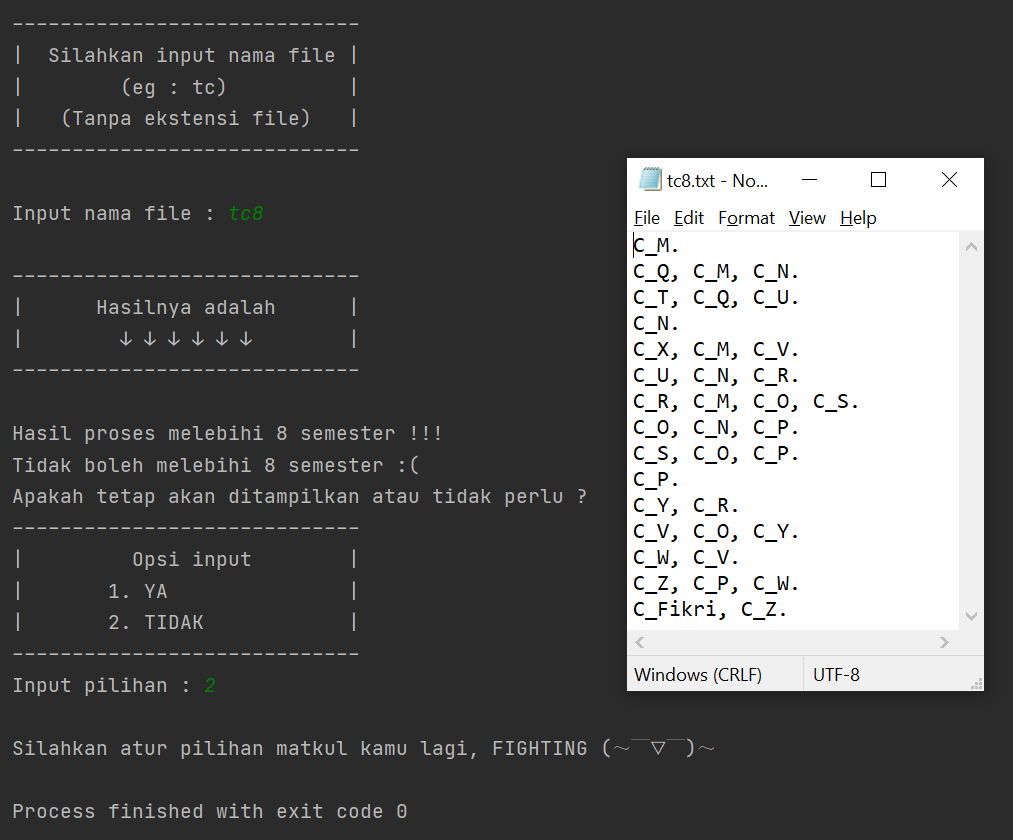 -----------------------------
|  Silahkan input nama file |
|        (eg : tc)          |
|   (Tanpa ekstensi file)   |
-----------------------------
Input nama file : tc8
-----------------------------
|      Hasilnya adalah      |
|        ↓ ↓ ↓ ↓ ↓ ↓        |
-----------------------------
Hasil proses melebihi 8 semester !!!
Tidak boleh melebihi 8 semester :(
Apakah tetap akan ditampilkan atau tidak perlu ?
-----------------------------
|         Opsi input        |
|       1. YA               |
|       2. TIDAK            |
-----------------------------
Input pilihan : 2
Silahkan atur pilihan matkul kamu lagi, FIGHTING (～￣▽￣)～
Process finished with exit code 0
tc8.txt - No...
File Edit Format View Help
C_M.
C_Q, C_M, C_N.
C_T, C_Q, C_U.
C_N.
C_X, C_M, C_V.
C_U, C_N, C_R.
C_R, C_M, C_O, C_S.
C_O, C_N, C_P.
C_S, C_O, C_P.
C_P.
C_Y, C_R.
C_V, C_O, C_Y.
C_W, C_V.
C_Z, C_P, C_W.
C_Fikri, C_Z.
Windows (CRLF) UTF-8